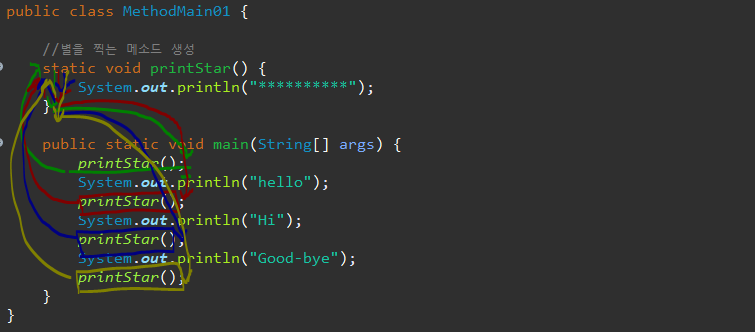 public class MethodMain01 {
//별을 찍는 메소드 생성
static void printStar() {
System.out.println("**********");
}
public static void main(String[] args) {
printStar();
System.out.println("hello");
printStar();
System.out.println("Hi");
printStar();
System.out.println("Good-bye");
printStar();
}
}